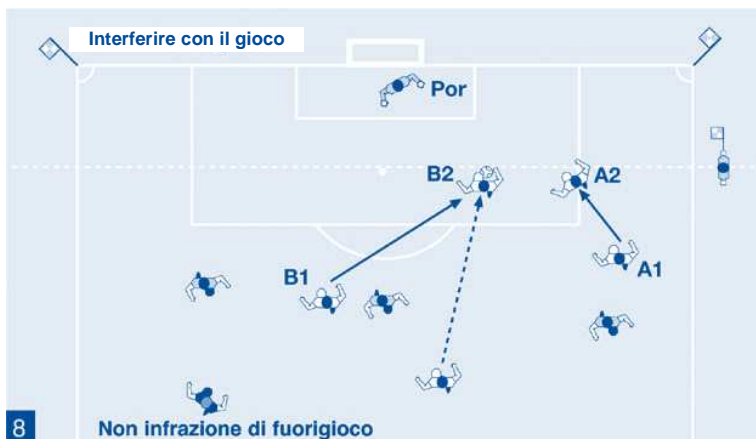 Interferire con il gioco
Por
B2
A2
B1
A1
8
Non infrazione di fuorigioco